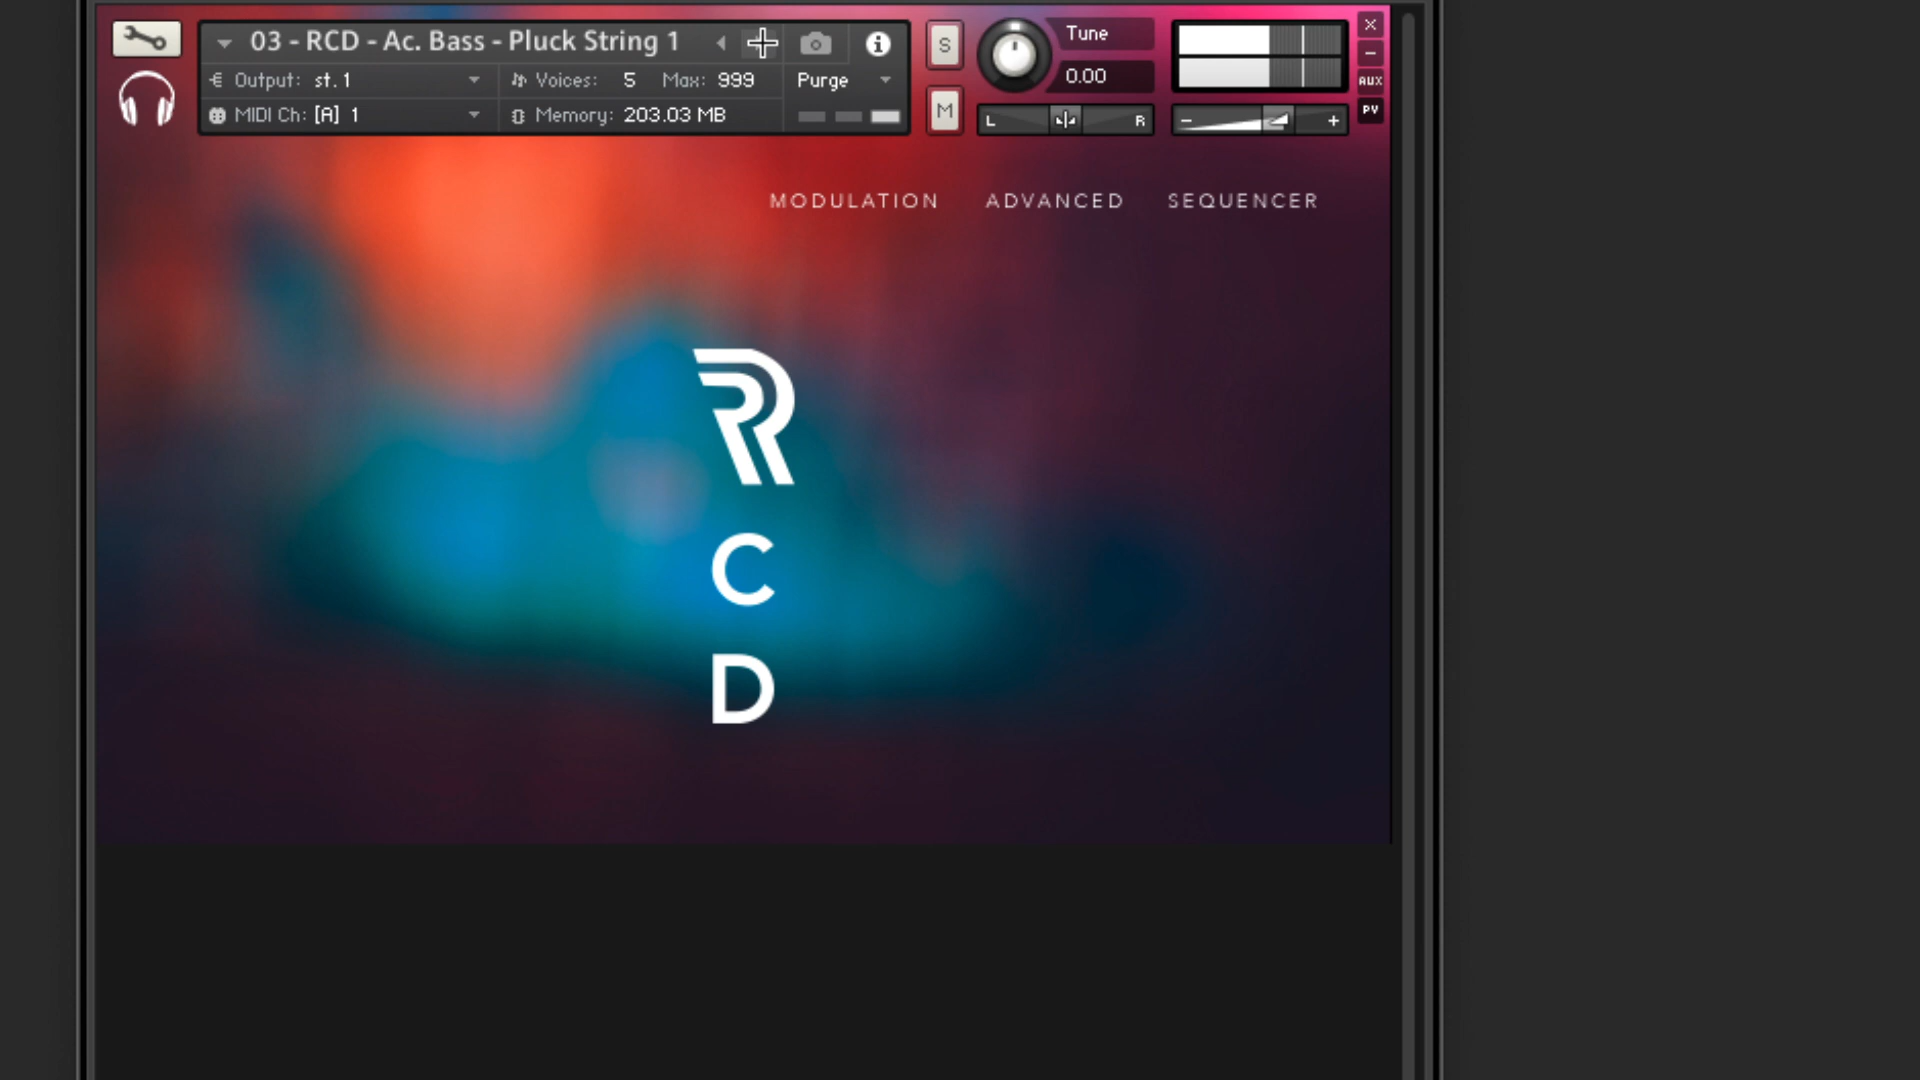 03 - RCD - Ac. Bass - Pluck String 1
Output: st. 1
Voices: 5 Max: 999
Purge
MIDI Ch: [A] 1
Memory: 203.03 MB
S
M
Tune
0.00
L R
- +
x
-
AUX
PV
MODULATION ADVANCED SEQUENCER
R
C
D